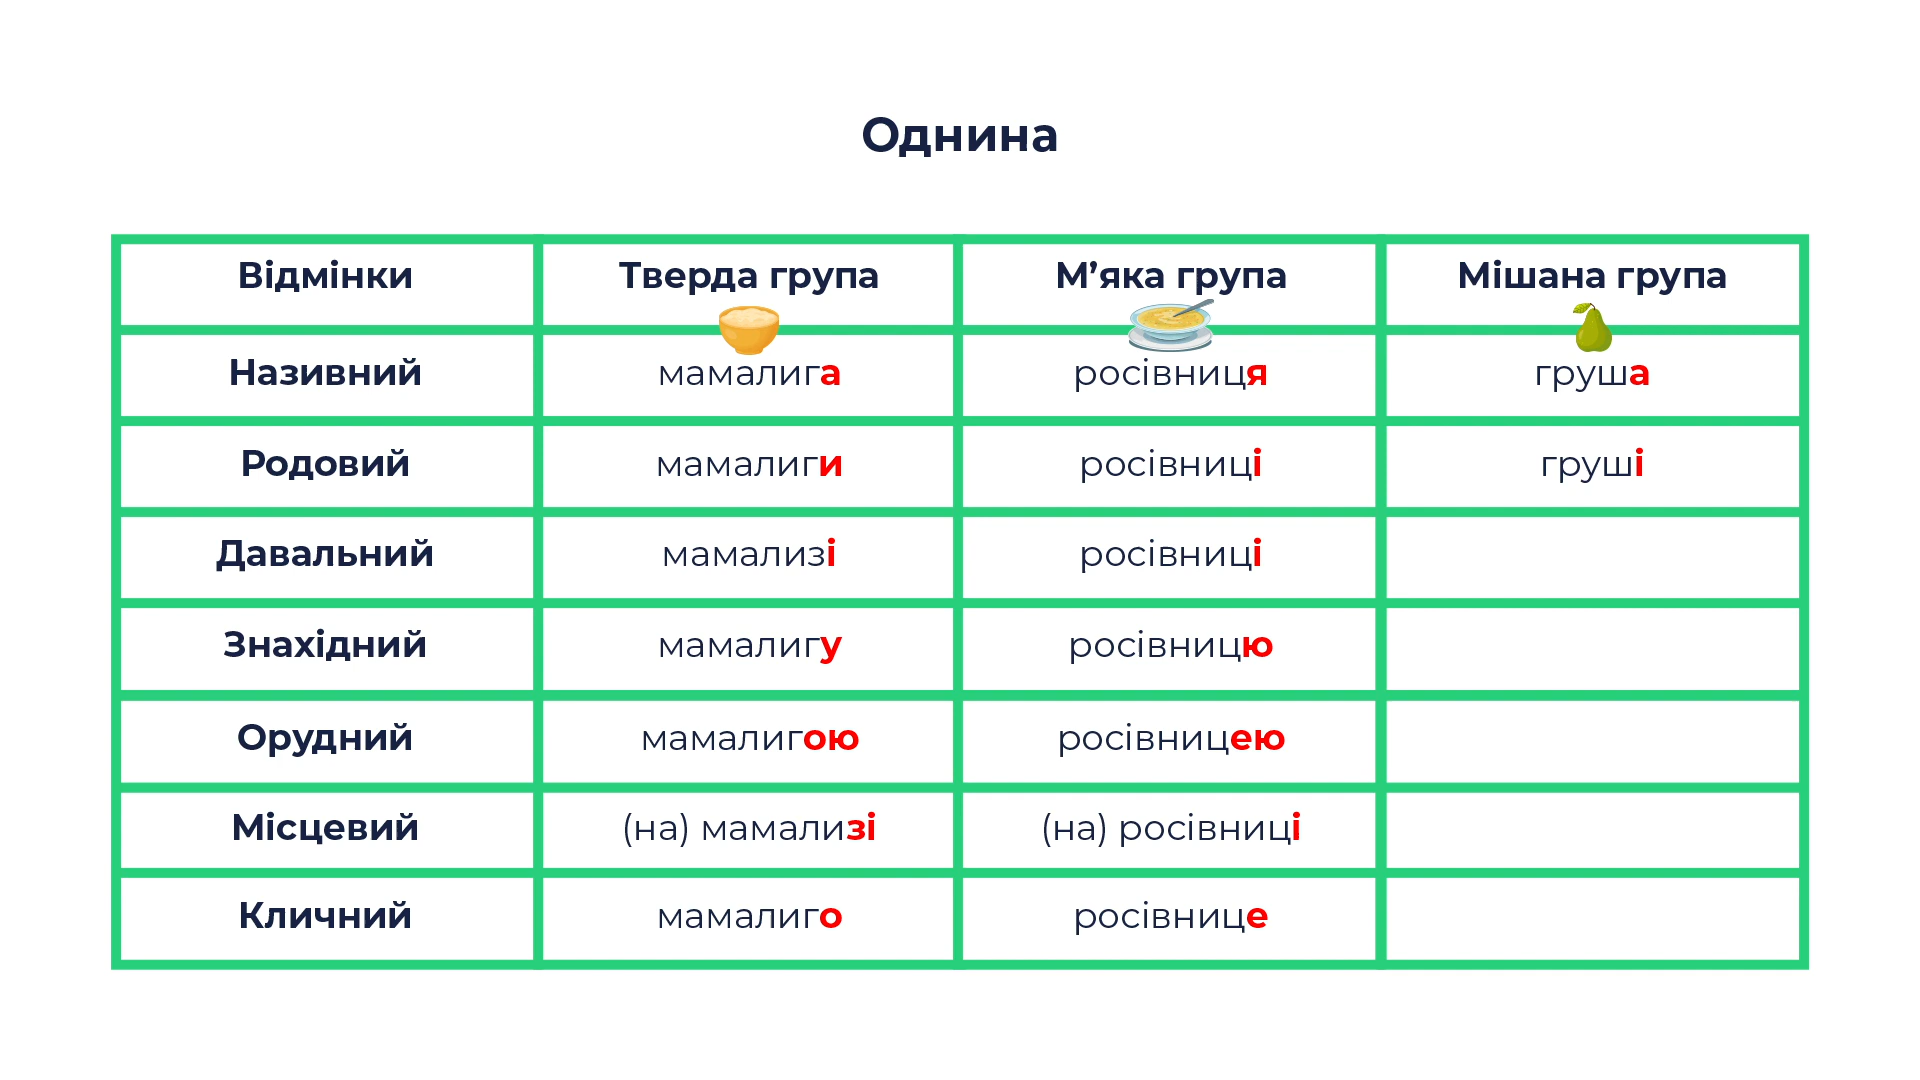 Однина
Відмінки Тверда група М’яка група Мішана група
Називний мамалига росівниця груша
Родовий мамалиги росівниці груші
Давальний мамализі росівниці
Знахідний мамалигу росівницю
Орудний мамалигою росівницею
Місцевий (на) мамализі (на) росівниці
Кличний мамалиго росівнице